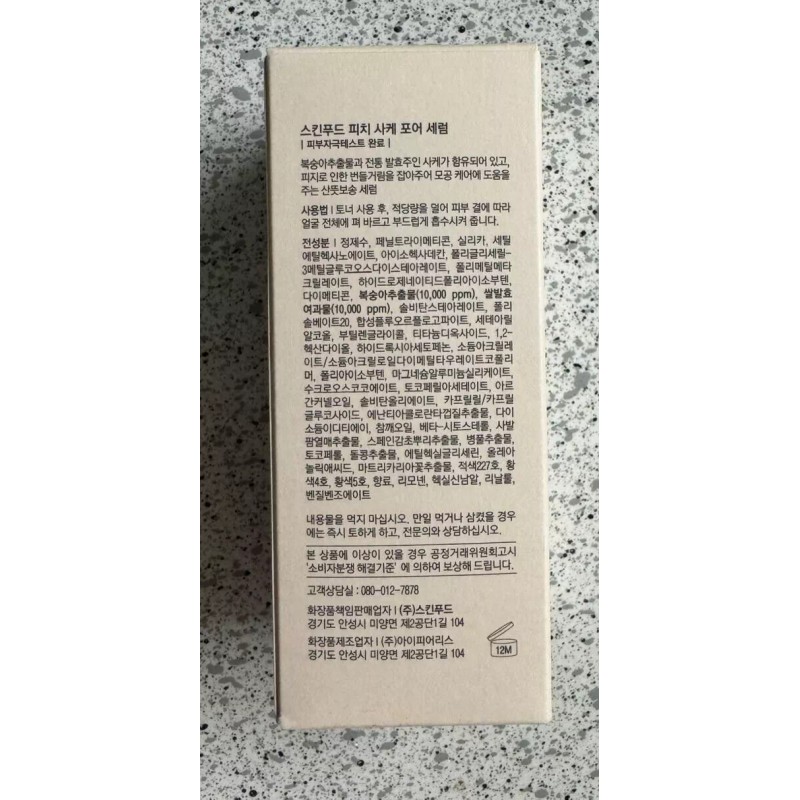 스킨푸드 피치 사케 포어 세럼
| 피부자극테스트 완료 |
복숭아추출물과 전통 발효주인 사케가 함유되어 있고,
피지로 인한 번들거림을 잡아주어 모공 케어에 도움을
주는 산뜻보송 세럼
사용법 | 토너 사용 후, 적당량을 덜어 피부 결에 따라
얼굴 전체에 펴 바르고 부드럽게 흡수시켜 줍니다.
전성분 | 정제수, 페닐트라이메티콘, 실리카, 세틸
에틸헥사노에이트, 아이소헥사데칸, 폴리글리세릴-
3메틸글루코오스다이스테아레이트, 폴리메틸메타
크릴레이트, 하이드로제네이티드폴리아이소부텐,
다이메티콘, 복숭아추출물(10,000 ppm), 쌀발효
여과물(10,000 ppm), 솔비탄스테아레이트, 폴리
솔베이트20, 합성플루오르플로고파이트, 세테아릴
알코올, 부틸렌글라이콜, 티타늄디옥사이드, 1,2-
헥산다이올, 하이드록시아세토페논, 소듐아크릴레
이트/소듐아크릴로일다이메틸타우레이트코폴리
머, 폴리아이소부텐, 마그네슘알루미늄실리케이트,
수크로오스코코에이트, 토코페릴아세테이트, 아르
간커넬오일, 솔비탄올리에이트, 카프릴릴/카프릴
글루코사이드, 에난티아클로란타껍질추출물, 다이
소듐이디티에이, 참깨오일, 베타-시토스테롤, 사발
팜열매추출물, 스페인감초뿌리추출물, 병풀추출물,
토코페롤, 돌콩추출물, 에틸헥실글리세린, 올레아
놀릭애씨드, 마트리카리아꽃추출물, 적색227호, 황
색4호, 황색5호, 향료, 리모넨, 헥실신남알, 리날룰,
벤질벤조에이트
내용물을 먹지 마십시오. 만일 먹거나 삼켰을 경우
에는 즉시 토하게 하고, 전문의와 상담하십시오.
본 상품에 이상이 있을 경우 공정거래위원회고시
'소비자분쟁 해결기준' 에 의하여 보상해 드립니다.
고객상담실 : 080-012-7878
화장품책임판매업자 | (주)스킨푸드
경기도 안성시 미양면 제2공단1길 104
화장품제조업자 | (주)아이피어리스
경기도 안성시 미양면 제2공단1길 104
12M